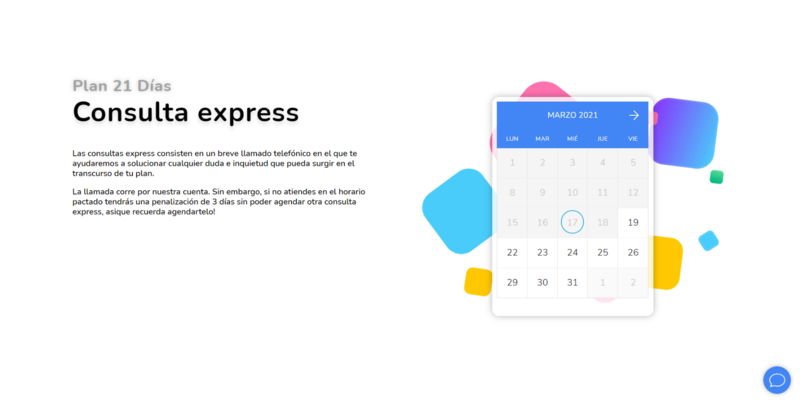 Plan 21 Días
Consulta express
Las consultas express consisten en un breve llamado telefónico en el que te
ayudaremos a solucionar cualquier duda e inquietud que pueda surgir en el
transcurso de tu plan.
La llamada corre por nuestra cuenta. Sin embargo, si no atiendes en el horario
pactado tendrás una penalización de 3 días sin poder agendar otra consulta
express, asique recuerda agendartelo!
MARZO 2021
LUN MAR MIÉ JUE VIE
1 2 3 4 5
8 9 10 11 12
15 16 17 18 19
22 23 24 25 26
29 30 31 1 2